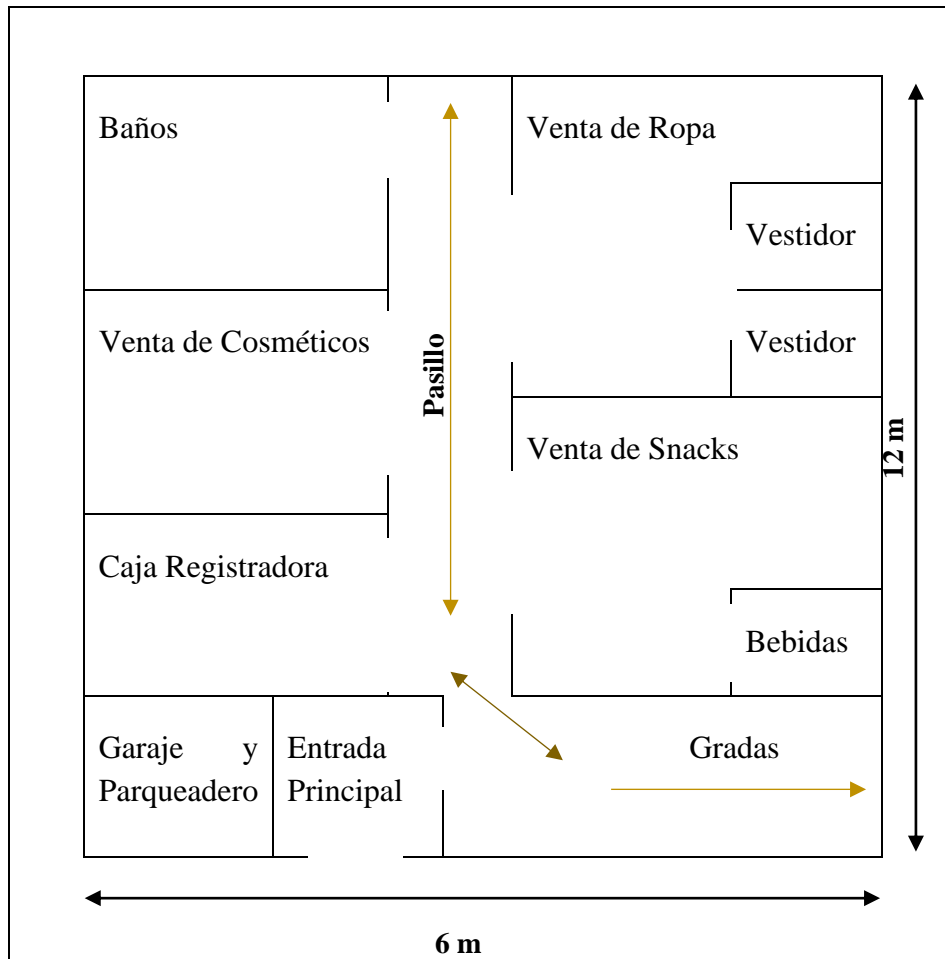 Baños
Venta de Ropa
Vestidor
Venta de Cosméticos
Vestidor
Pasillo
Venta de Snacks
12 m
Caja Registradora
Bebidas
Garaje y
Parqueadero
Entrada
Principal
Gradas
6 m